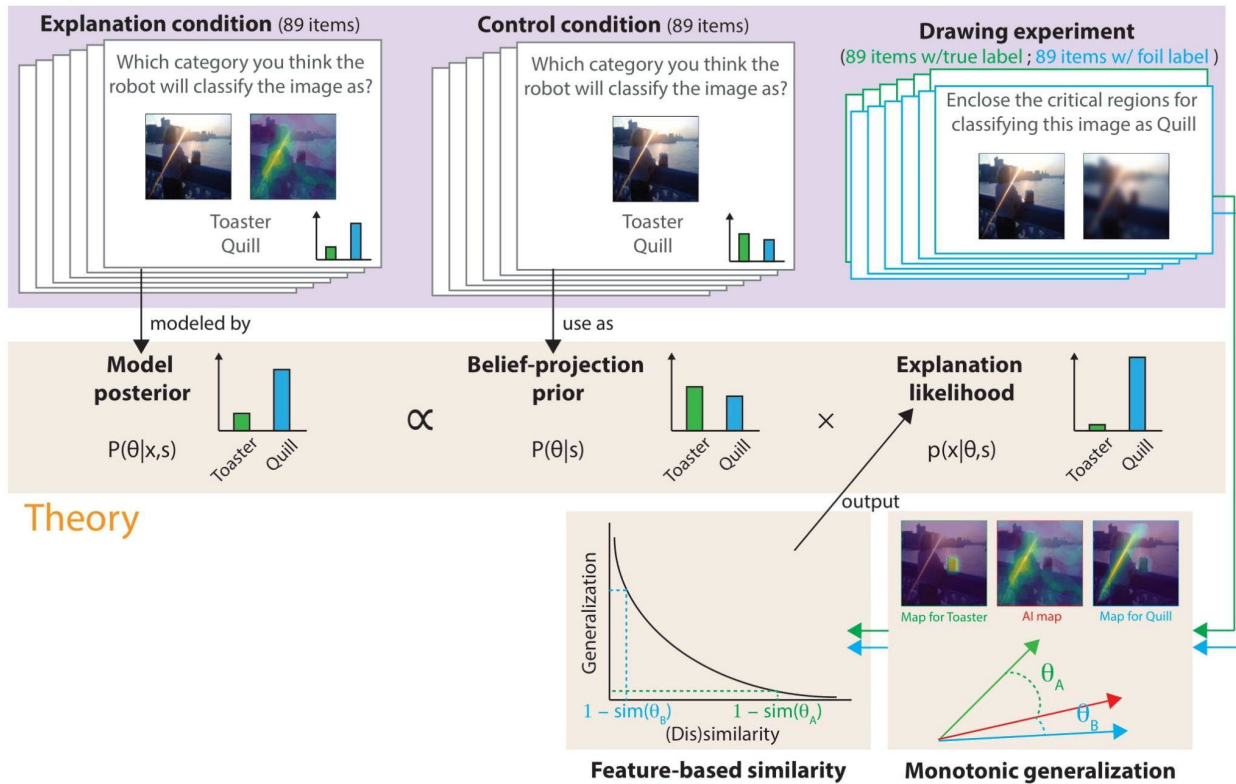 Explanation condition (89 items)
Which category you think the
robot will classify the image as?
Toaster
Quill
Control condition (89 items)
Which category you think the
robot will classify the image as?
Toaster
Quill
Drawing experiment
(89 items w/true label ; 89 items w/ foil label )
Enclose the critical regions for
classifying this image as Quill
modeled by
use as
Model
posterior
P(θ|x,s)
Toaster
Quill
∝
Belief-projection
prior
P(θ|s)
Toaster
Quill
×
Explanation
likelihood
p(x|θ,s)
Toaster
Quill
Theory
output
Generalization
1 − sim(θB)
1 − sim(θA)
(Dis)similarity
Feature-based similarity
Map for Toaster
AI map
Map for Quill
θA
θB
Monotonic generalization